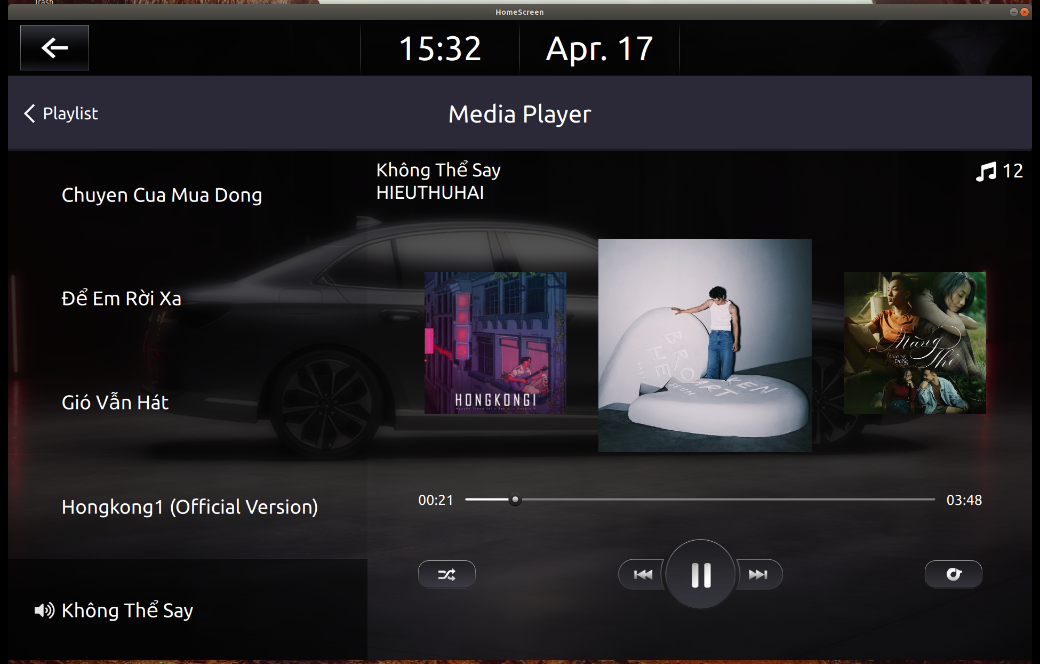 Trash
HomeScreen
15:32
Apr. 17
Playlist
Media Player
Chuyen Cua Mua Dong
Để Em Rời Xa
Gió Vẫn Hát
Hongkong1 (Official Version)
Không Thể Say
Không Thể Say
HIEUTHUHAI
12
HONGKONG1
Nàng
Thơ
00:21
03:48